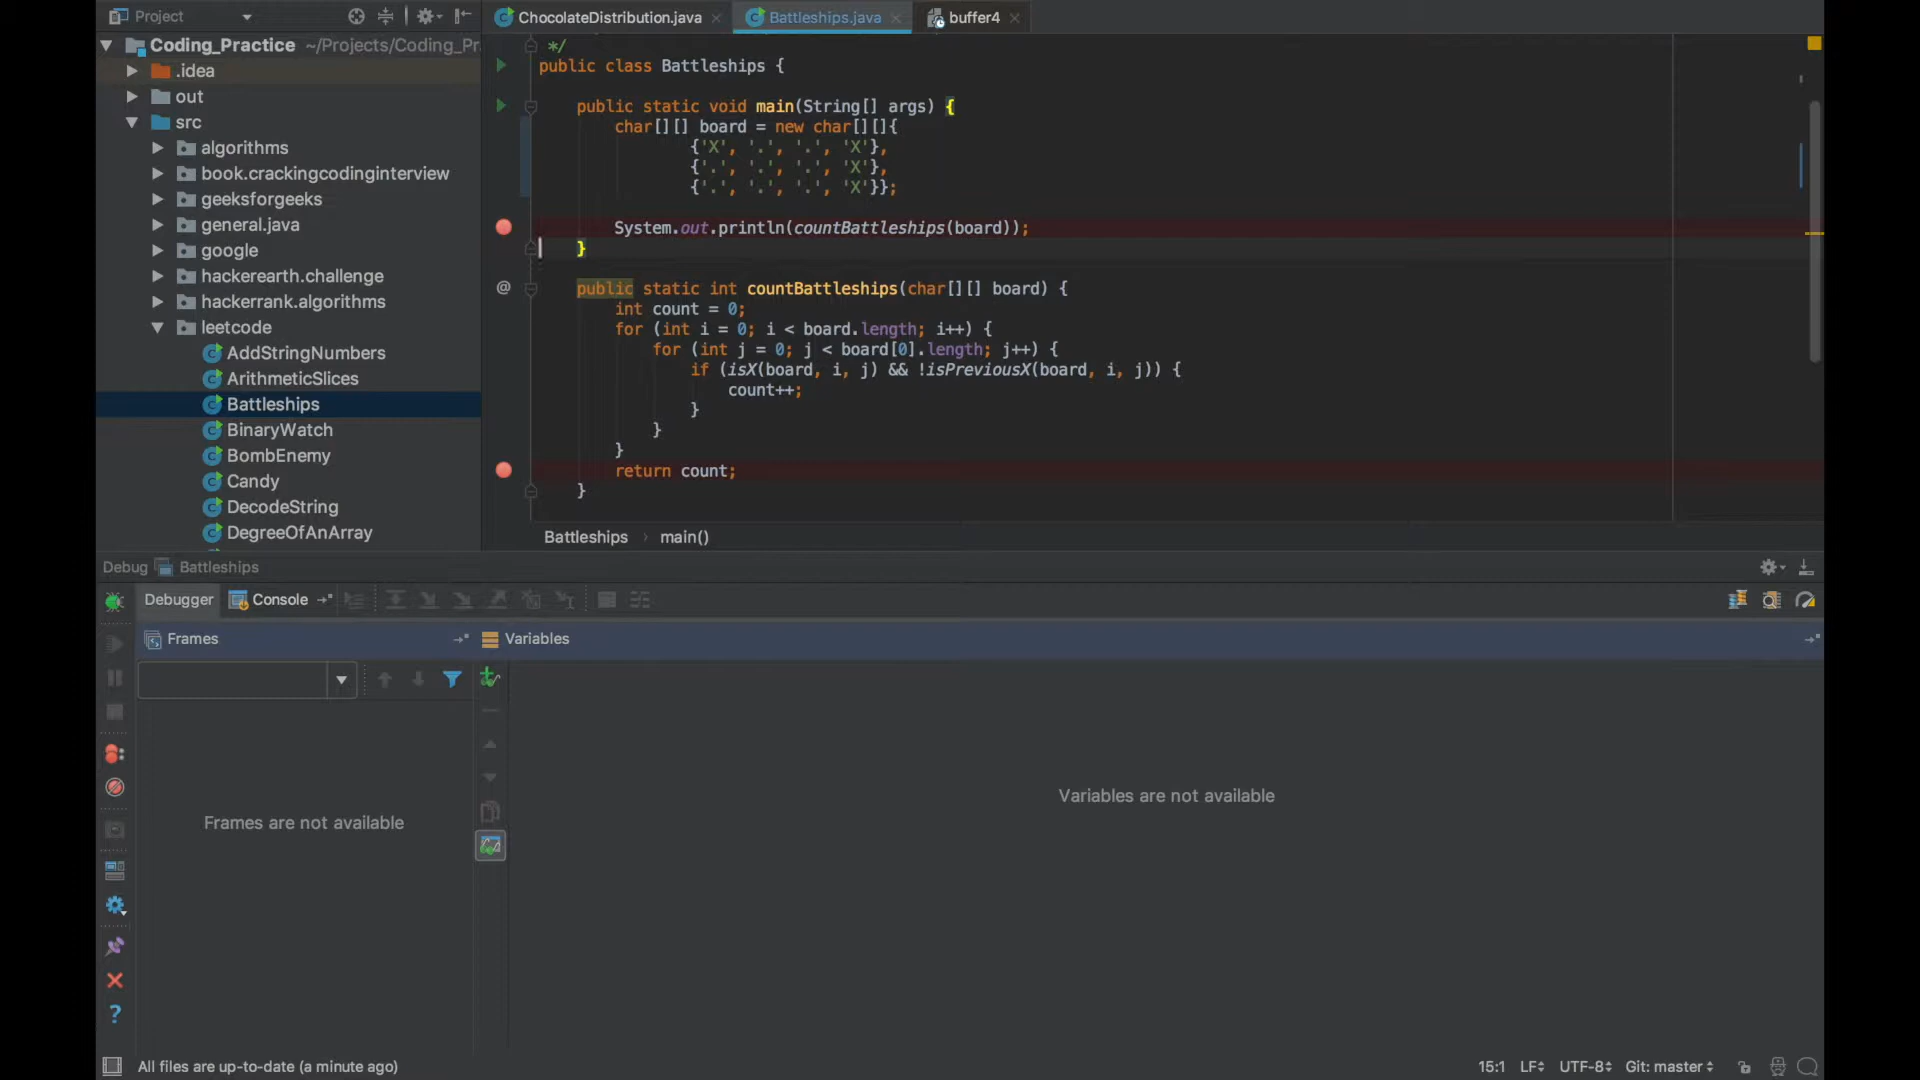 Project
ChocolateDistribution.java
Battleships.java
buffer4
Coding_Practice ~/Projects/Coding_Pr
.idea
out
src
algorithms
book.crackingcodinginterview
geeksforgeeks
general.java
google
hackerearth.challenge
hackerrank.algorithms
leetcode
AddStringNumbers
ArithmeticSlices
Battleships
BinaryWatch
BombEnemy
Candy
DecodeString
DegreeOfAnArray
*/
public class Battleships {
public static void main(String[] args) {
char[][] board = new char[][]{
{'X', '.', '.', 'X'},
{'.', '.', '.', 'X'},
{'.', '.', '.', 'X'}};
System.out.println(countBattleships(board));
}
@ public static int countBattleships(char[][] board) {
int count = 0;
for (int i = 0; i < board.length; i++) {
for (int j = 0; j < board[0].length; j++) {
if (isX(board, i, j) && !isPreviousX(board, i, j)) {
count++;
}
}
}
return count;
}
Battleships › main()
Debug Battleships
Debugger Console
Frames
Variables
Frames are not available
Variables are not available
?
All files are up-to-date (a minute ago)
15:1 LF UTF-8 Git: master